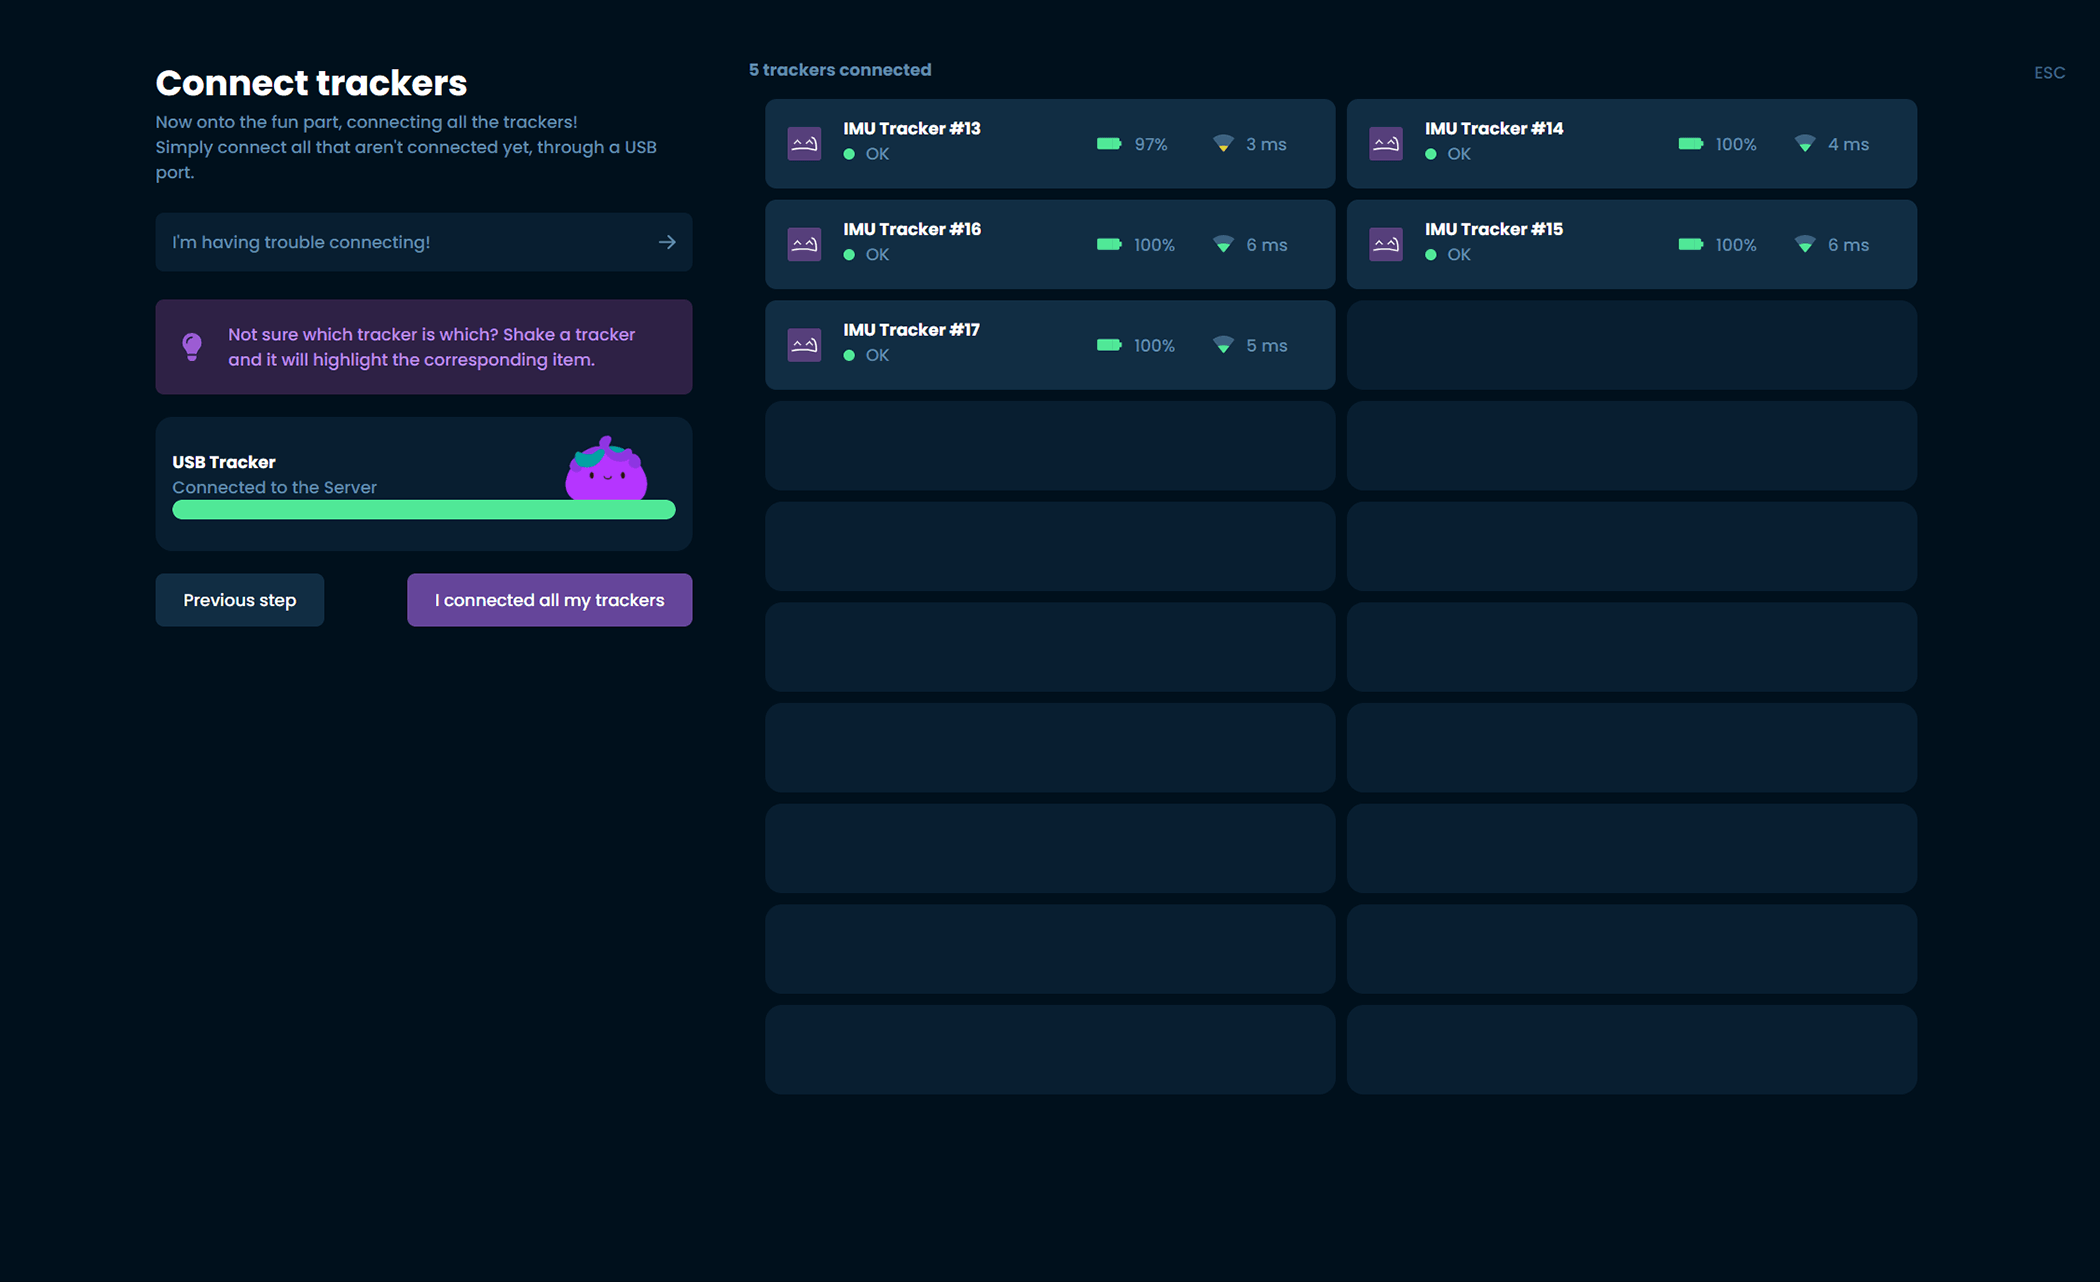 Connect trackers
Now onto the fun part, connecting all the trackers!
Simply connect all that aren't connected yet, through a USB
port.
I'm having trouble connecting!
Not sure which tracker is which? Shake a tracker
and it will highlight the corresponding item.
USB Tracker
Connected to the Server
Previous step
I connected all my trackers
5 trackers connected
ESC
IMU Tracker #13
OK
97%
3 ms
IMU Tracker #14
OK
100%
4 ms
IMU Tracker #16
OK
100%
6 ms
IMU Tracker #15
OK
100%
6 ms
IMU Tracker #17
OK
100%
5 ms